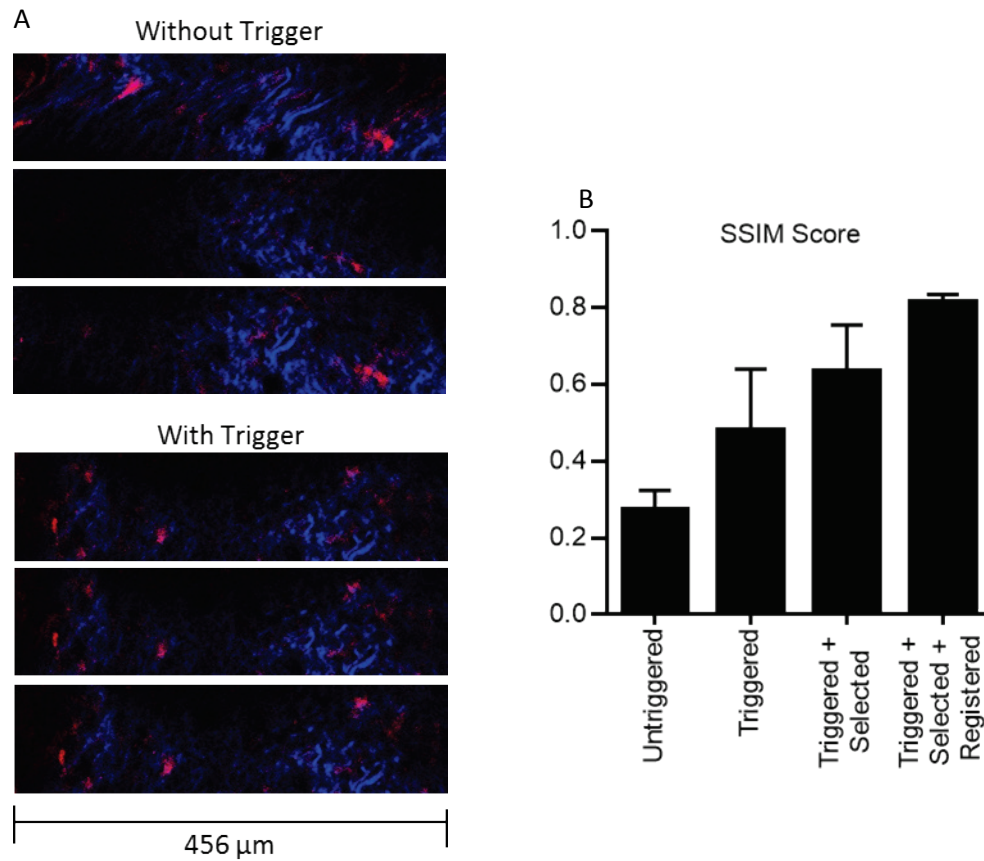 A
Without Trigger
With Trigger
456 µm
B
SSIM Score
1.0
0.8
0.6
0.4
0.2
0.0
Untriggered
Triggered
Triggered +
Selected
Triggered +
Selected +
Registered